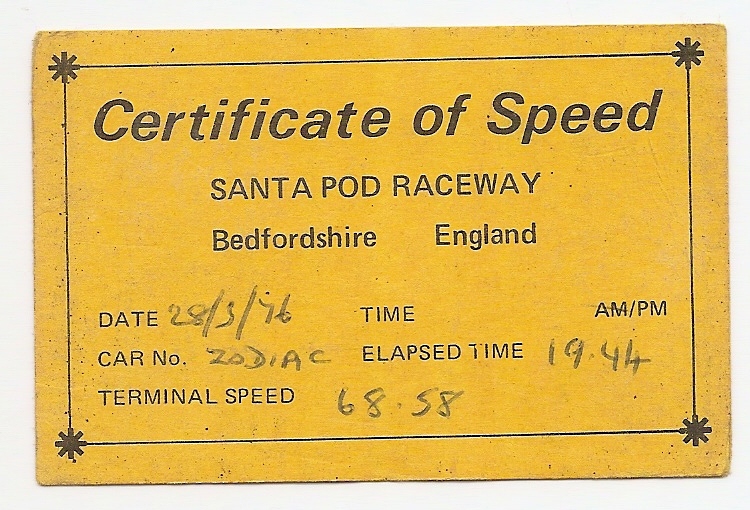 Certificate of Speed
SANTA POD RACEWAY
Bedfordshire England
DATE 28/3/76 TIME AM/PM
CAR No. ZODIAC ELAPSED TIME 19.44
TERMINAL SPEED 68.58